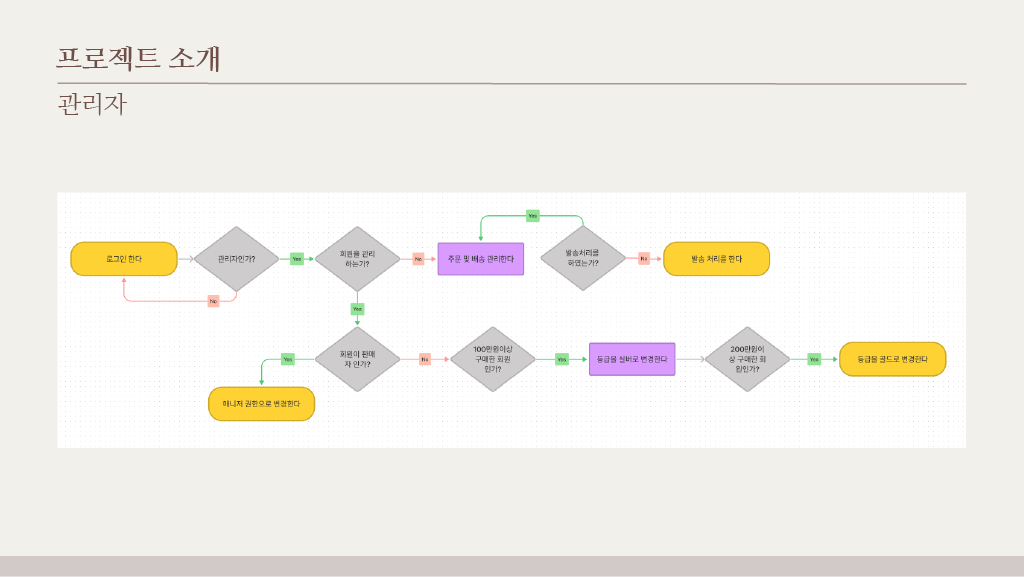 프로젝트 소개
관리자
Yes
로그인 한다
관리자인가?
Yes
회원을 관리
하는가?
No
주문 및 배송 관리한다
발송처리를
하였는가?
No
발송 처리를 한다
No
Yes
Yes
회원이 판매
자 인가?
No
100만원이상
구매한 회원
인가?
Yes
등급을 실버로 변경한다
200만원이
상 구매한 회
원인가?
Yes
등급을 골드로 변경한다
매니저 권한으로 변경한다